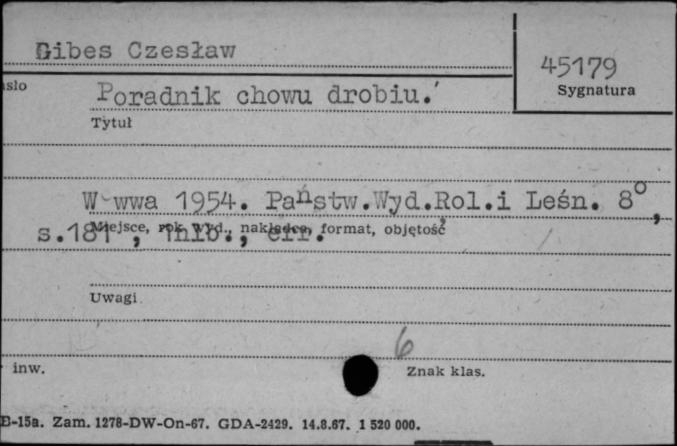 Gibes Czesław
45179
Sygnatura
asło
Poradnik chowu drobiu.
Tytuł
W-wwa 1954. Państw.Wyd.Rol.i Leśn. 8°,
s.181, 1nlb.,
Miejsce, rok wyd., nakładca, format, objętość
Uwagi
6
inw.
Znak klas.
B-15a. Zam. 1278-DW-On-67. GDA-2429. 14.8.67. 1 520 000.